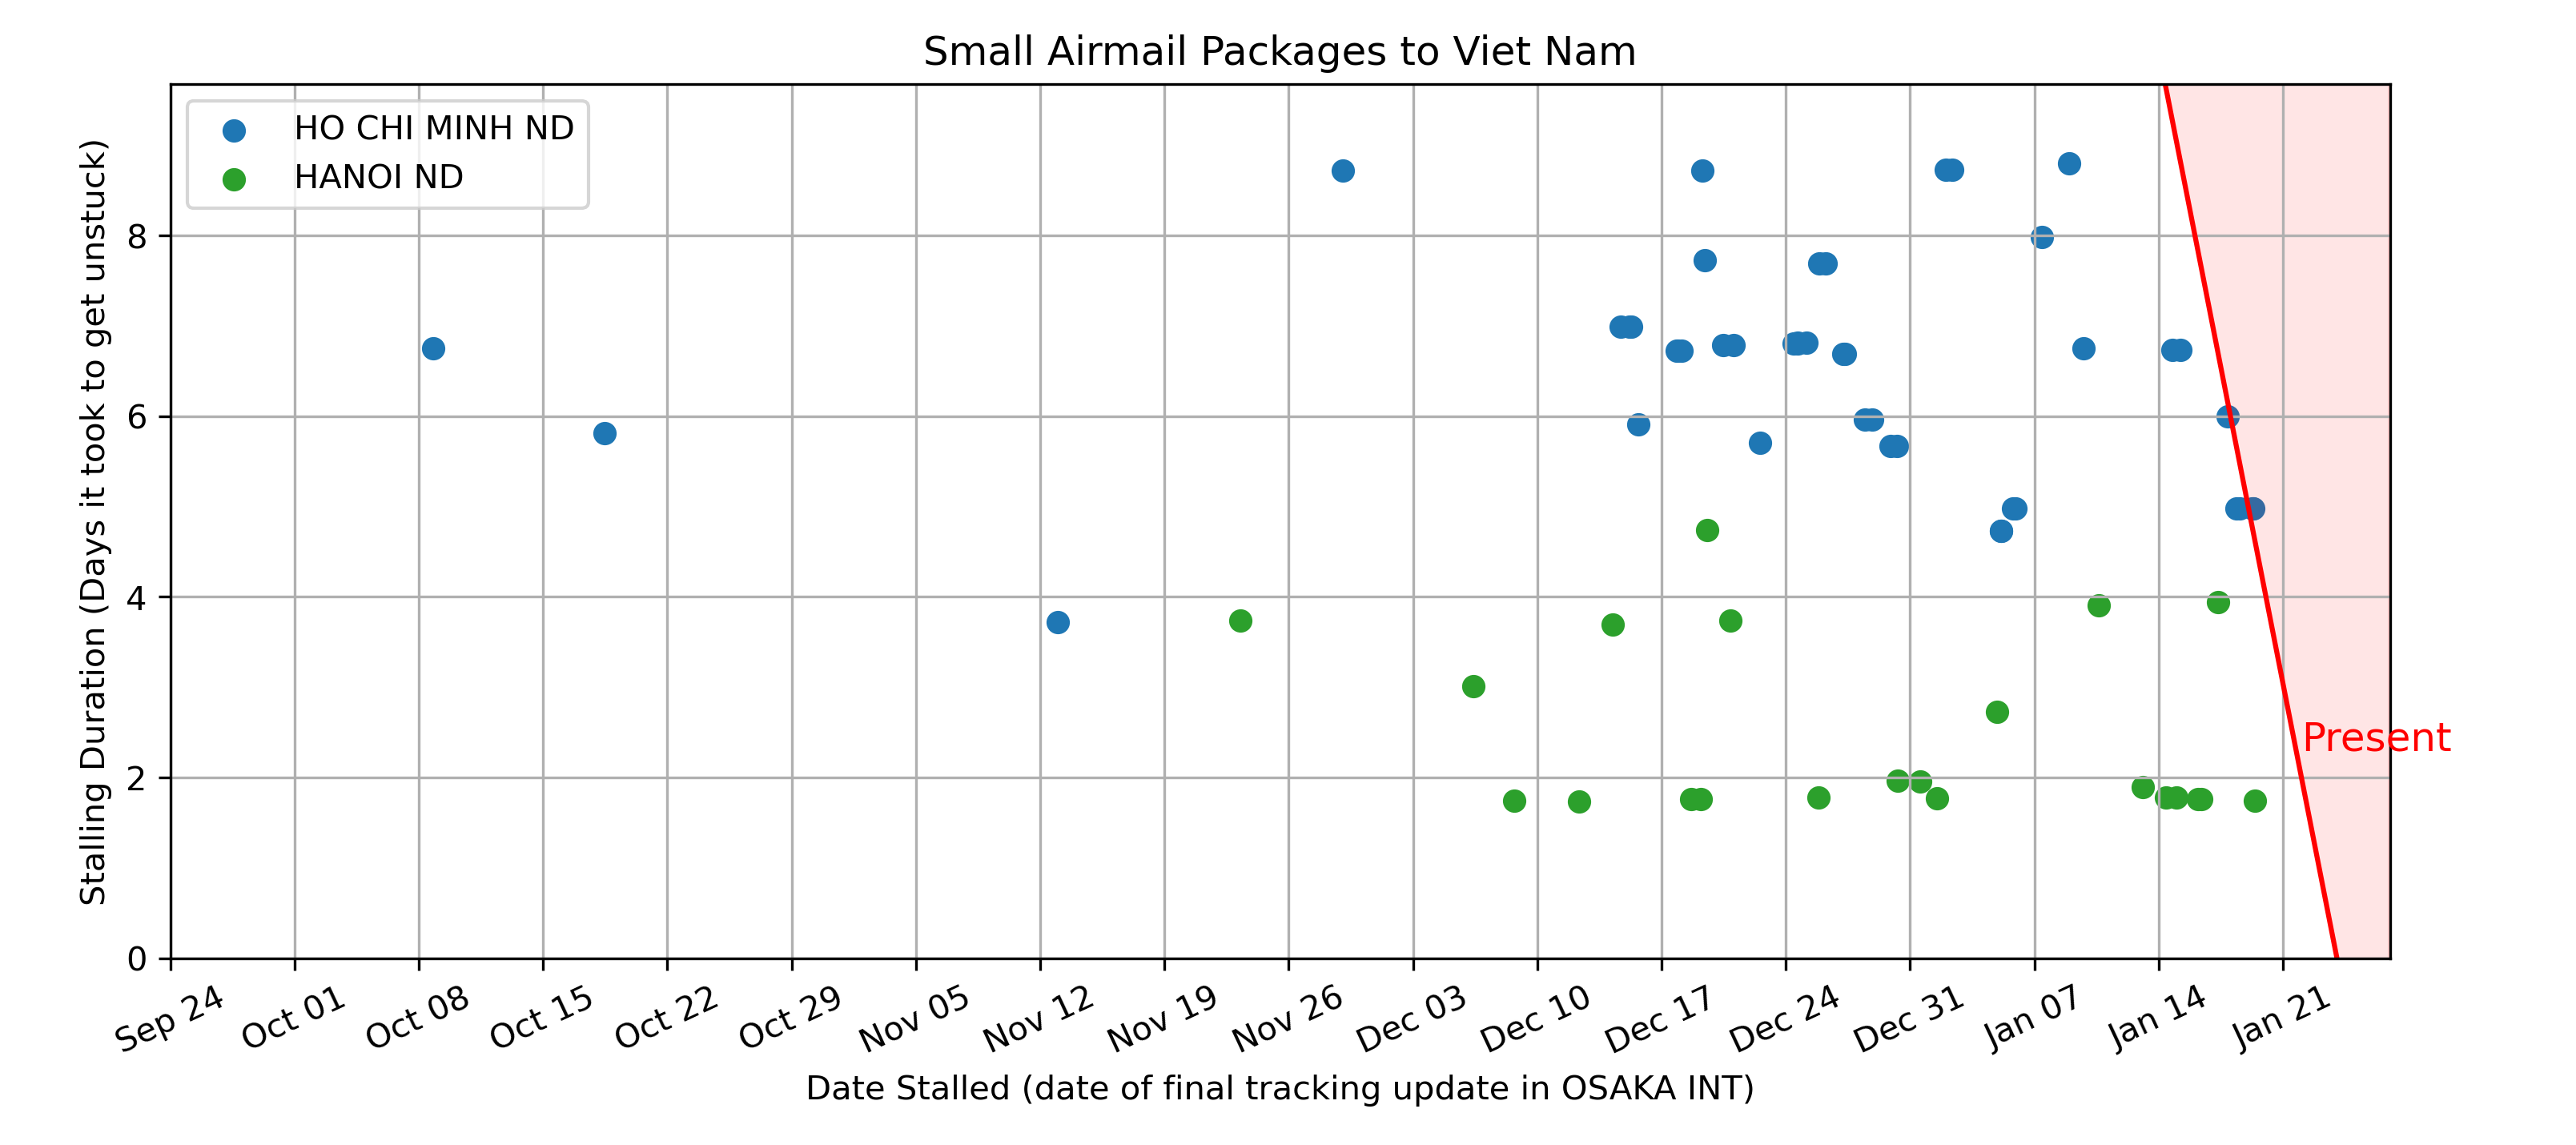 Small Airmail Packages to Viet Nam
HO CHI MINH ND
HANOI ND
Stalling Duration (Days it took to get unstuck)
8
6
4
2
0
Present
Sep 24
Oct 01
Oct 08
Oct 15
Oct 22
Oct 29
Nov 05
Nov 12
Nov 19
Nov 26
Dec 03
Dec 10
Dec 17
Dec 24
Dec 31
Jan 07
Jan 14
Jan 21
Date Stalled (date of final tracking update in OSAKA INT)